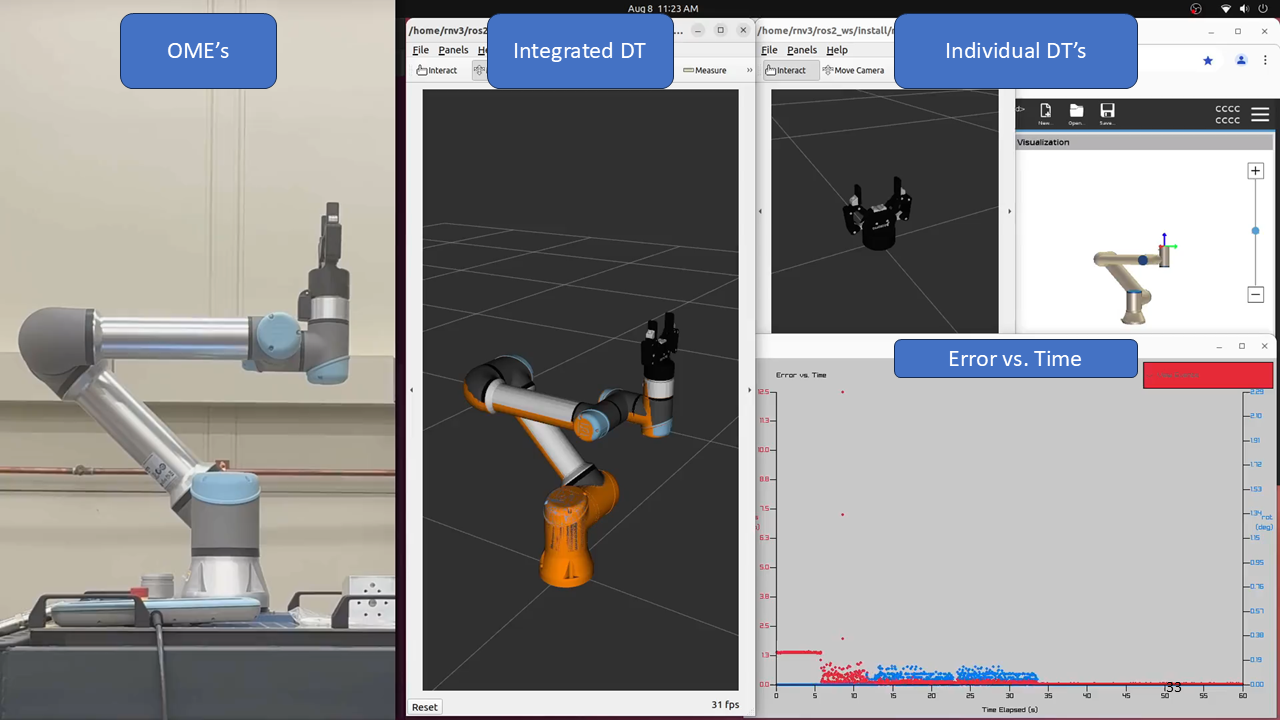 Aug 8 11:23 AM
OME's
Integrated DT
Individual DT's
/home/rnv3/ros2
...
/home/rnv3/ros2_ws/install/r
File Panels
File Panels Help
Interact
Measure
»
Interact
Move Camera
New...
Open...
Save...
CCCC
CCCC
Visualization
+
−
Error vs. Time
Error vs. Time
12.5
11.3
10.0
8.8
7.5
6.3
5.0
3.8
2.5
1.3
0.0
2.29
2.10
1.91
1.72
1.53
1.34
1.15
0.95
0.76
0.57
0.38
0.19
0.00
rot.
(deg)
0 5 10 15 20 25 30 35 40 45 50 55 60
Time Elapsed (s)
33
Reset
31 fps